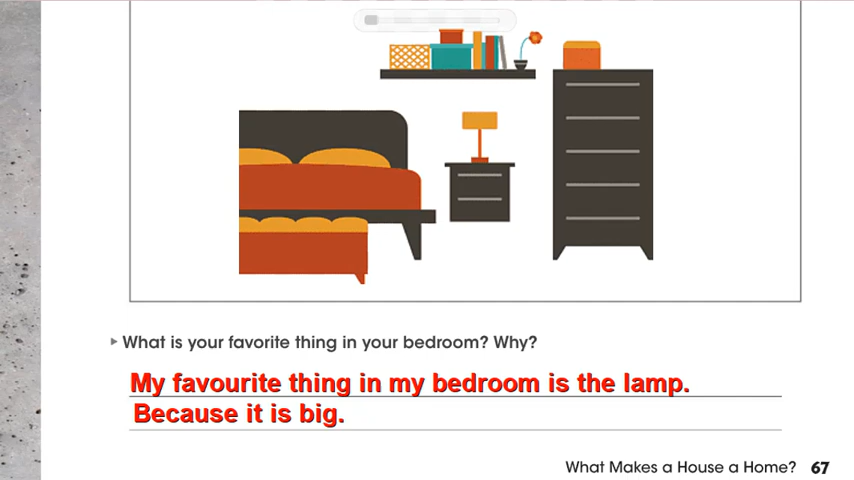 What is your favorite thing in your bedroom? Why?
My favourite thing in my bedroom is the lamp.
Because it is big.
What Makes a House a Home? 67